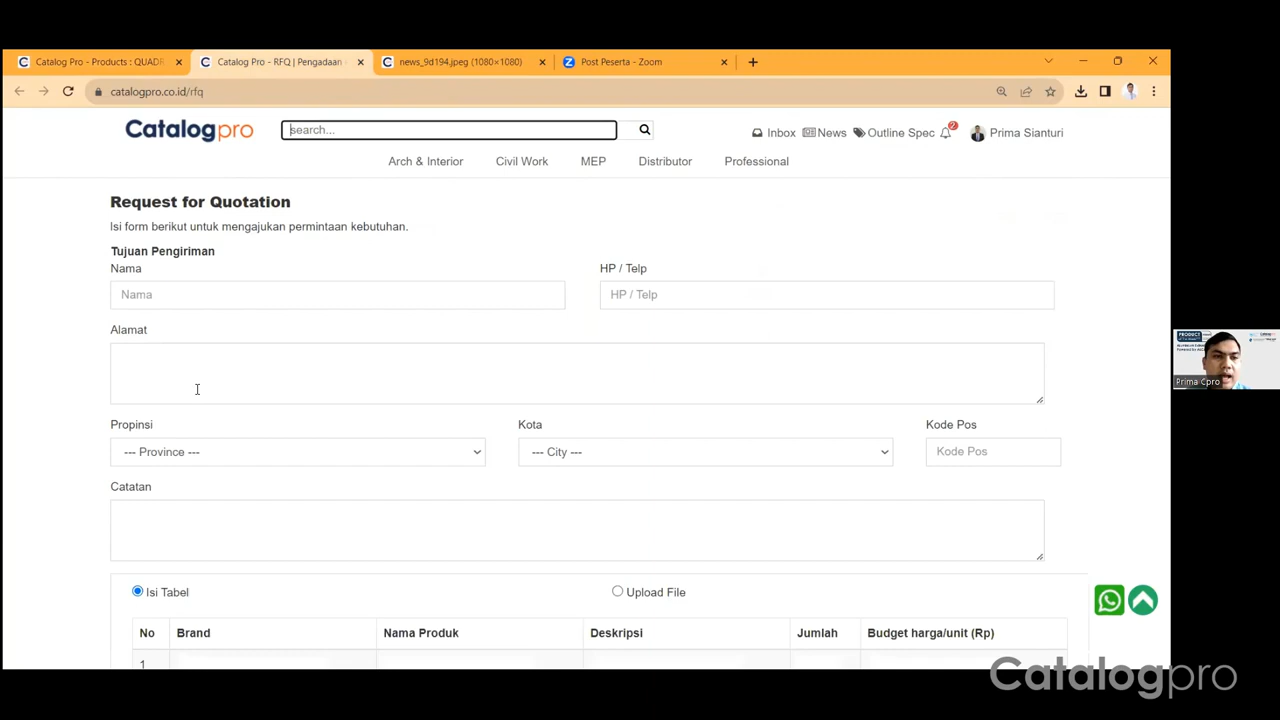 Catalog Pro - Products : QUADR
Catalog Pro - RFQ | Pengadaan
news_9d194.jpeg (1080×1080)
Post Peserta - Zoom
catalogpro.co.id/rfq
Catalogpro
search...
Inbox
News
Outline Spec
2
Prima Sianturi
Arch & Interior
Civil Work
MEP
Distributor
Professional
Request for Quotation
Isi form berikut untuk mengajukan permintaan kebutuhan.
Tujuan Pengiriman
Nama
HP / Telp
Nama
HP / Telp
Alamat
PRODUCT
Prima Cpro
Propinsi
Kota
Kode Pos
--- Province ---
--- City ---
Kode Pos
Catatan
Isi Tabel
Upload File
No
Brand
Nama Produk
Deskripsi
Jumlah
Budget harga/unit (Rp)
1
Catalogpro